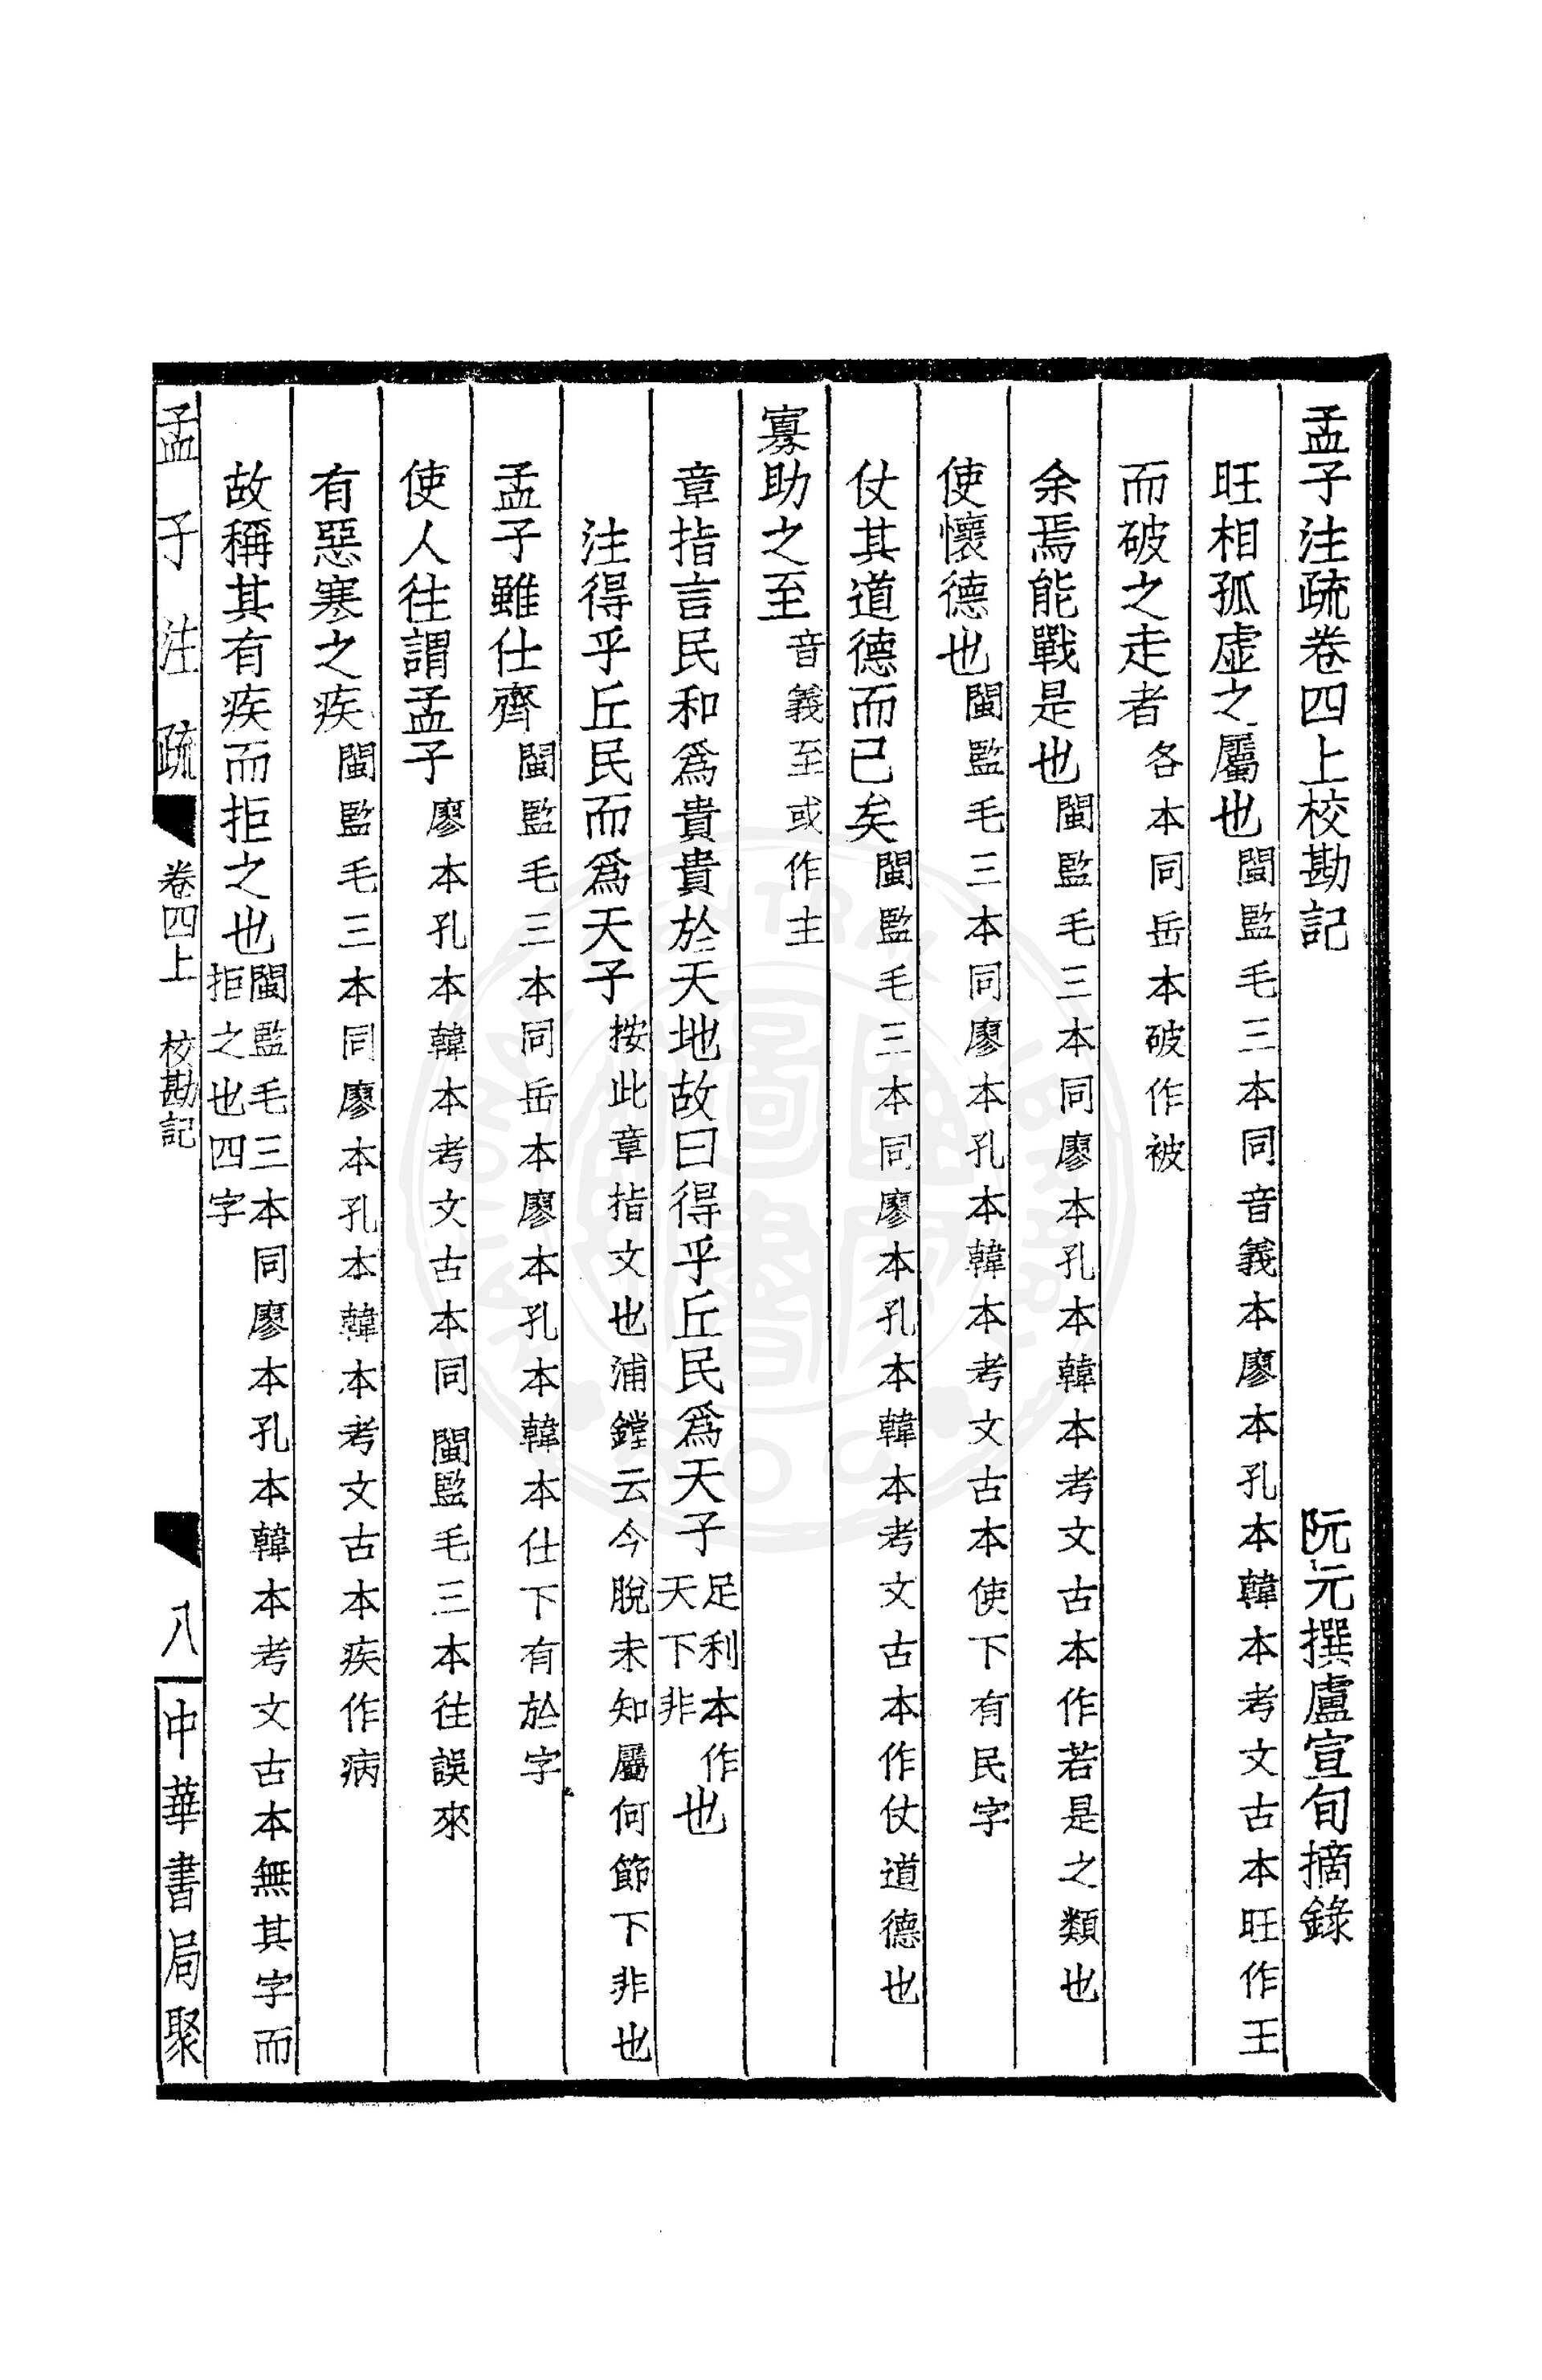 孟子注疏卷四上校勘記　阮元撰盧宣旬摘錄
旺相孤虛之屬也閩監毛三本同音義本廖本孔本韓本考文古本旺作王
而破之走者各本同岳本破作被
余焉能戰是也閩監毛三本同廖本孔本韓本考文古本作若是之類也
使懷德也閩監毛三本同廖本孔本韓本考文古本使下有民字
仗其道德而已矣閩監毛三本同廖本孔本韓本考文古本作仗道德也
寡助之至音義至或作主
章指言民和爲貴貴於天地故曰得乎丘民爲天子足利本作天下非也
注得乎丘民而爲天子按此章指文也浦鏜云今脫未知屬何節下非也
孟子雖仕齊閩監毛三本同岳本廖本孔本韓本仕下有於字
使人往謂孟子廖本孔本韓本考文古本同閩監毛三本往誤來
有惡寒之疾閩監毛三本同廖本孔本韓本考文古本疾作病
故稱其有疾而拒之也閩監毛三本同廖本孔本韓本考文古本無其字而拒之也四字
孟子注疏　卷四上　校勘記　八　中華書局聚